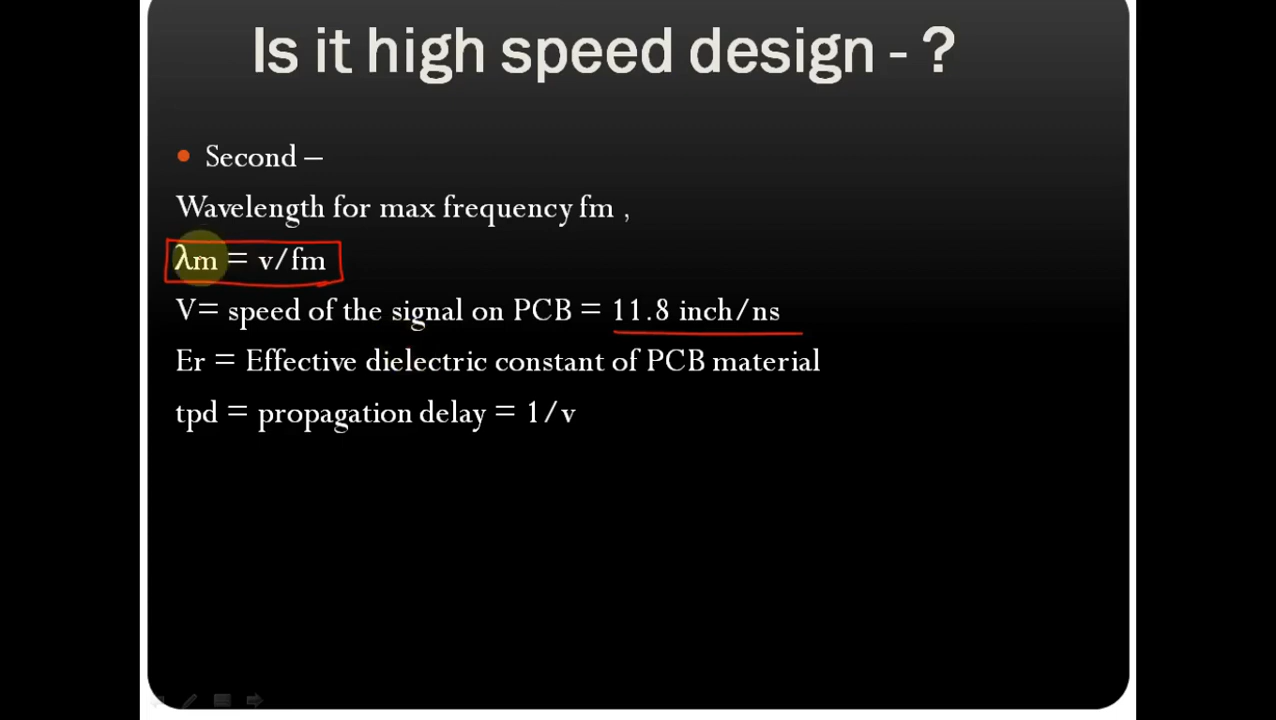 Is it high speed design - ?
Second –
Wavelength for max frequency fm ,
λm = v/fm
V= speed of the signal on PCB = 11.8 inch/ns
Er = Effective dielectric constant of PCB material
tpd = propagation delay = 1/v